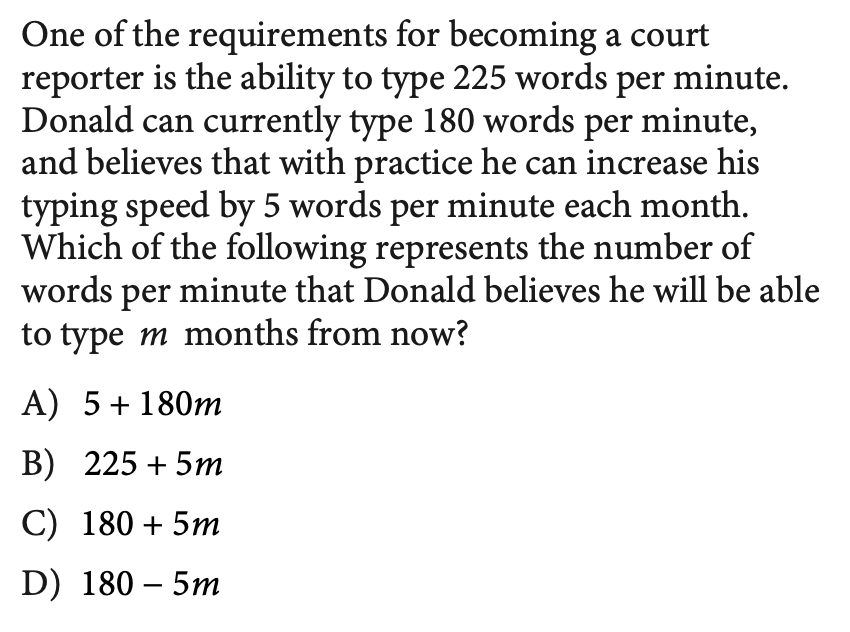 One of the requirements for becoming a court
reporter is the ability to type 225 words per minute.
Donald can currently type 180 words per minute,
and believes that with practice he can increase his
typing speed by 5 words per minute each month.
Which of the following represents the number of
words per minute that Donald believes he will be able
to type m months from now?
A) 5 + 180m
B) 225 + 5m
C) 180 + 5m
D) 180 – 5m